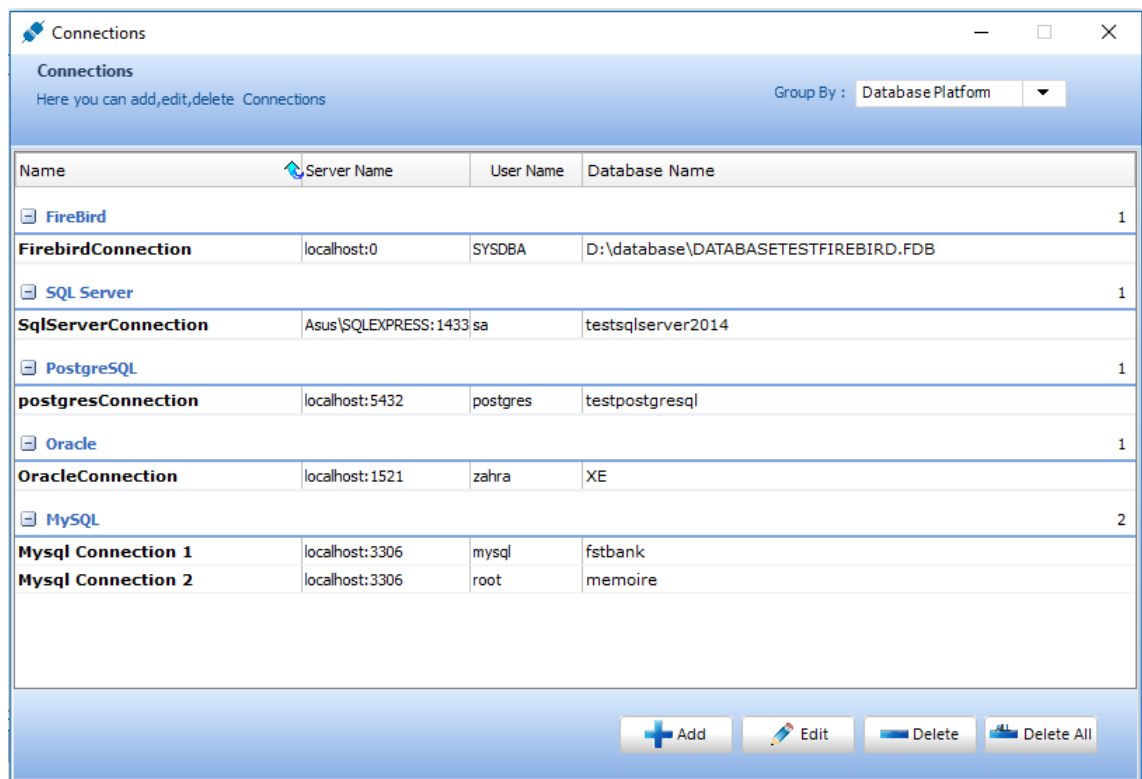 Connections
Connections
Here you can add,edit,delete Connections
Group By : Database Platform
Name Server Name User Name Database Name
FireBird 1
FirebirdConnection localhost:0 SYSDBA D:\database\DATABASETESTFIREBIRD.FDB
SQL Server 1
SqlServerConnection Asus\SQLEXPRESS:1433 sa testsqlserver2014
PostgreSQL 1
postgresConnection localhost:5432 postgres testpostgresql
Oracle 1
OracleConnection localhost:1521 zahra XE
MySQL 2
Mysql Connection 1 localhost:3306 mysql fstbank
Mysql Connection 2 localhost:3306 root memoire
Add Edit Delete ALL Delete All